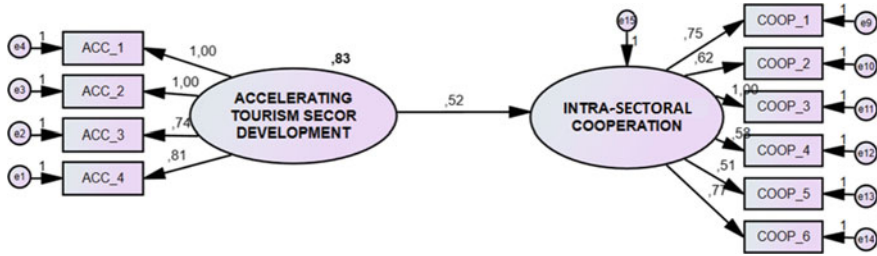 e4 1 ACC_1 1,00
e3 1 ACC_2 1,00
e2 1 ACC_3 ,74
e1 1 ACC_4 ,81
,83
ACCELERATING
TOURISM SECOR
DEVELOPMENT
,52
e15
1
INTRA-SECTORAL
COOPERATION
,75 COOP_1 1 e9
,62 COOP_2 1 e10
1,00 COOP_3 1 e11
,58 COOP_4 1 e12
,51 COOP_5 1 e13
,77 COOP_6 1 e14